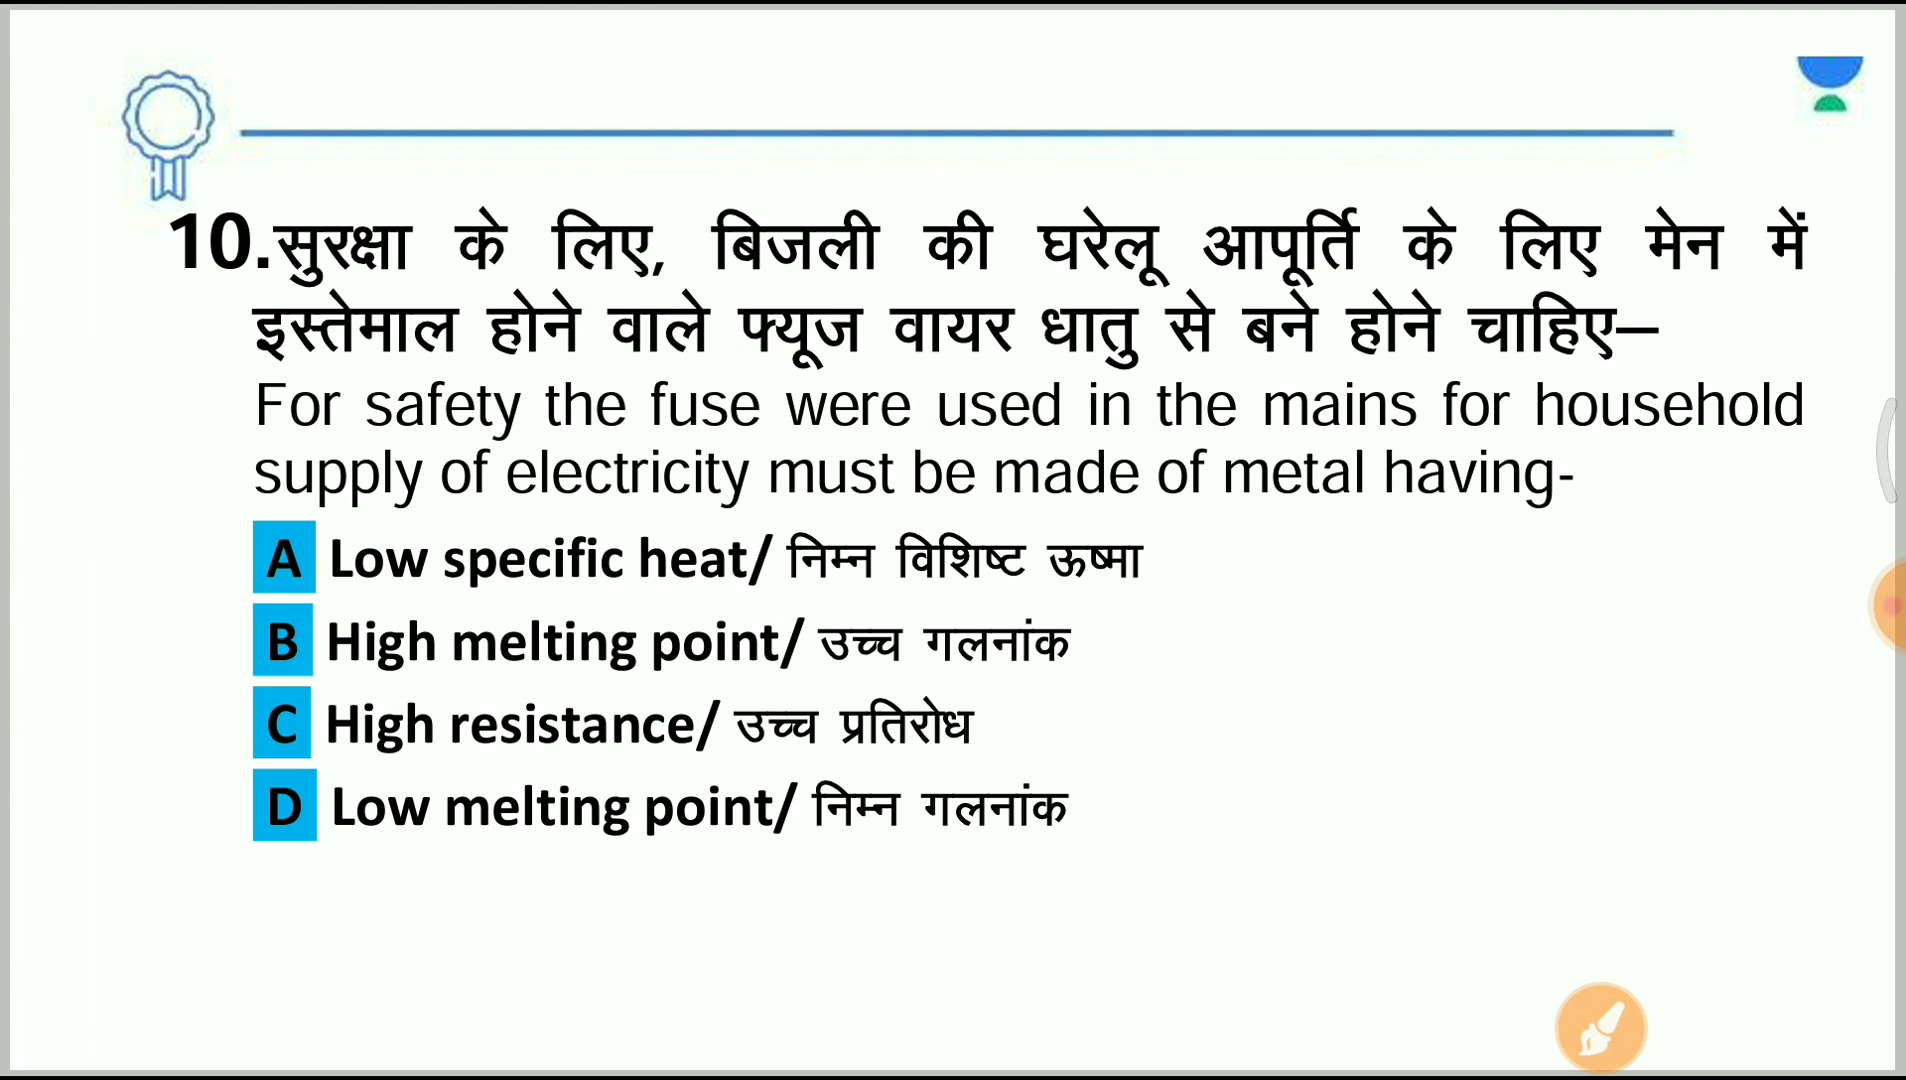 10.सुरक्षा के लिए, बिजली की घरेलू आपूर्ति के लिए मेन में
इस्तेमाल होने वाले फ्यूज वायर धातु से बने होने चाहिए–
For safety the fuse were used in the mains for household
supply of electricity must be made of metal having-
A Low specific heat/ निम्न विशिष्ट ऊष्मा
B High melting point/ उच्च गलनांक
C High resistance/ उच्च प्रतिरोध
D Low melting point/ निम्न गलनांक